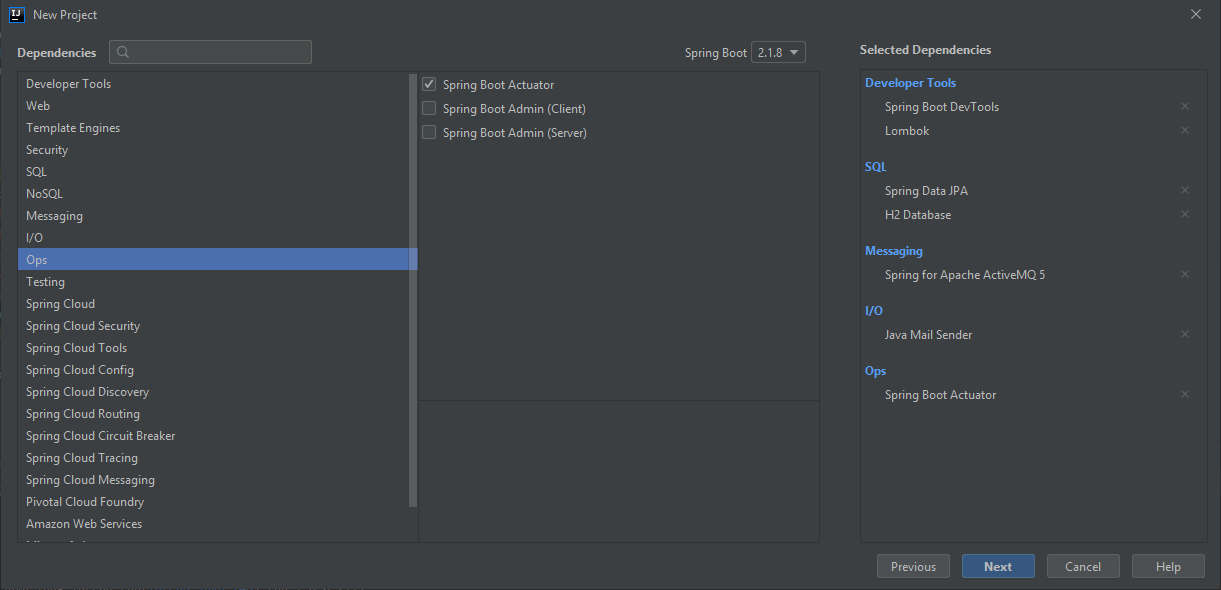 New Project
Dependencies
Spring Boot 2.1.8
Selected Dependencies
Developer Tools
Web
Template Engines
Security
SQL
NoSQL
Messaging
I/O
Ops
Testing
Spring Cloud
Spring Cloud Security
Spring Cloud Tools
Spring Cloud Config
Spring Cloud Discovery
Spring Cloud Routing
Spring Cloud Circuit Breaker
Spring Cloud Tracing
Spring Cloud Messaging
Pivotal Cloud Foundry
Amazon Web Services
Spring Boot Actuator
Spring Boot Admin (Client)
Spring Boot Admin (Server)
Developer Tools
Spring Boot DevTools
Lombok
SQL
Spring Data JPA
H2 Database
Messaging
Spring for Apache ActiveMQ 5
I/O
Java Mail Sender
Ops
Spring Boot Actuator
Previous
Next
Cancel
Help